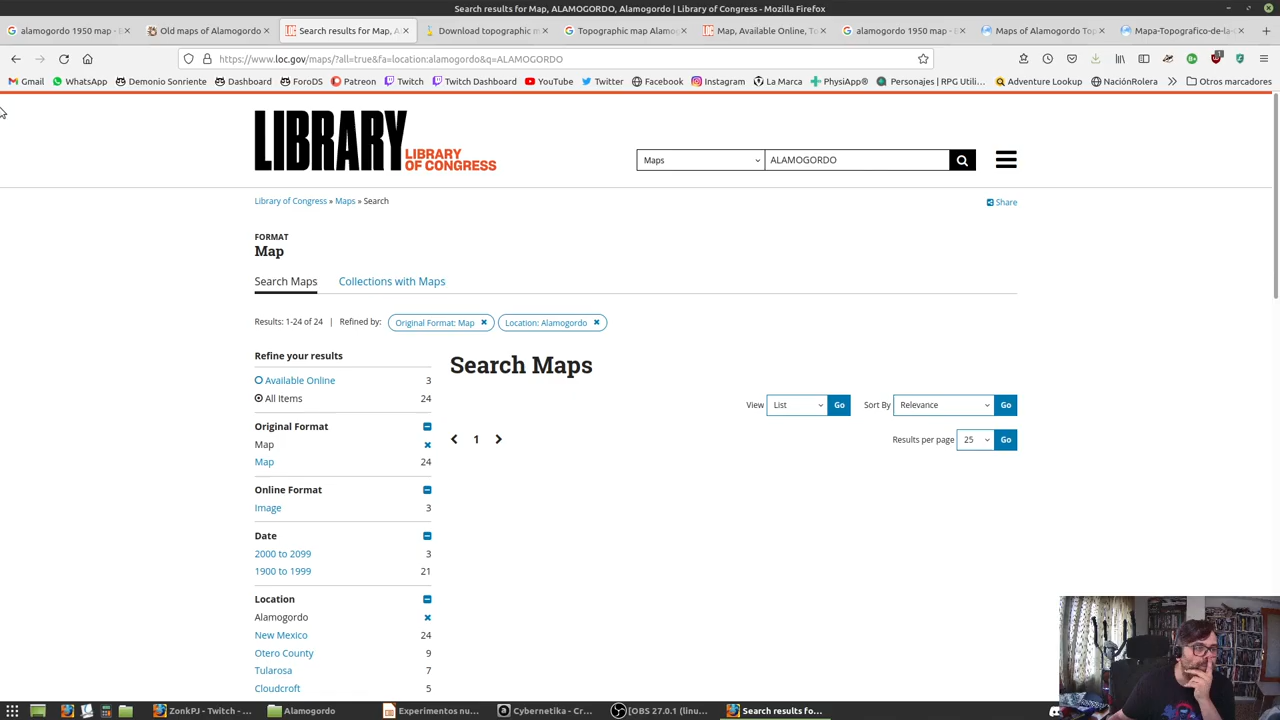 Search results for Map, ALAMOGORDO, Alamogordo | Library of Congress - Mozilla Firefox
alamogordo 1950 map - E
Old maps of Alamogordo
Search results for Map, A
Download topographic m
Topographic map Alamog
Map, Available Online, T
alamogordo 1950 map - E
Maps of Alamogordo Top
Mapa-Topografico-de-la-
https://www.loc.gov/maps/?all=true&fa=location:alamogordo&q=ALAMOGORDO
Gmail
WhatsApp
Demonio Sonriente
Dashboard
ForoDS
Patreon
Twitch
Twitch Dashboard
YouTube
Twitter
Facebook
Instagram
La Marca
PhysiApp®
Personajes | RPG Utili...
Adventure Lookup
NaciónRolera
Otros marcadores
LIBRARY
LIBRARY
OF CONGRESS
Maps
ALAMOGORDO
Library of Congress » Maps » Search
Share
FORMAT
Map
Search Maps
Collections with Maps
Results: 1-24 of 24 | Refined by:
Original Format: Map
Location: Alamogordo
Refine your results
Search Maps
Available Online 3
All Items 24
View List Go
Sort By Relevance Go
Original Format
1
Results per page 25 Go
Map
Map 24
Online Format
Image 3
Date
2000 to 2099 3
1900 to 1999 21
Location
Alamogordo
New Mexico 24
Otero County 9
Tularosa 7
Cloudcroft 5
ZonkPJ - Twitch - ...
Alamogordo
Experimentos nu...
Cybernetika - Cr...
[OBS 27.0.1 (linu...
Search results fo...